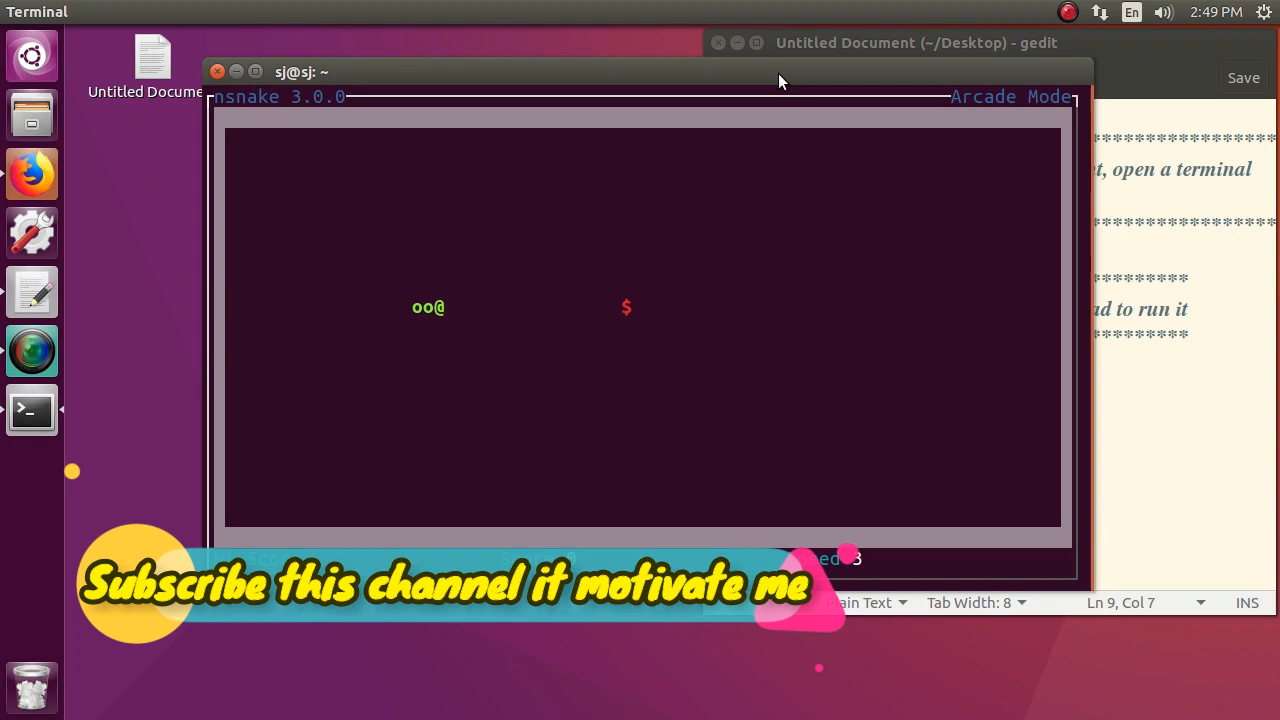 Terminal
En
2:49 PM
Untitled Document (~/Desktop) - gedit
Save
Untitled Docume
sj@sj: ~
nsnake 3.0.0
Arcade Mode
*****************
t, open a terminal
*****************
*********
ad to run it
*********
oo@
$
0
3
Subscribe this channel it motivate me
ain Text
Tab Width: 8
Ln 9, Col 7
INS